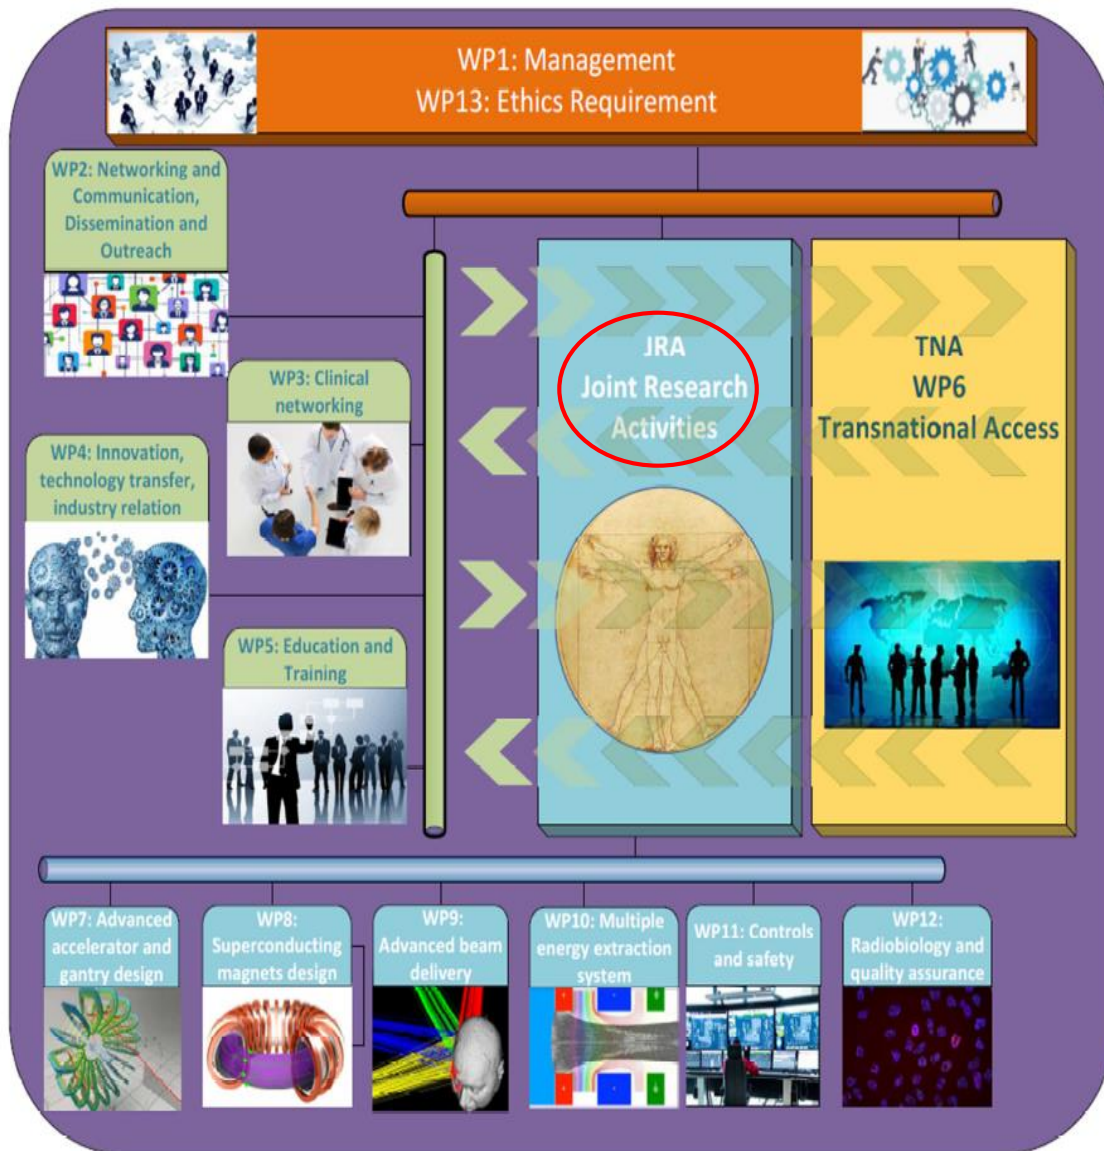 WP1: Management
WP13: Ethics Requirement
WP2: Networking and
Communication,
Dissemination and
Outreach
WP3: Clinical
networking
WP4: Innovation,
technology transfer,
industry relation
WP5: Education and
Training
JRA
Joint Research
Activities
TNA
WP6
Transnational Access
WP7: Advanced
accelerator and
gantry design
WP8:
Superconducting
magnets design
WP9:
Advanced beam
delivery
WP10: Multiple
energy extraction
system
WP11: Controls
and safety
WP12:
Radiobiology and
quality assurance